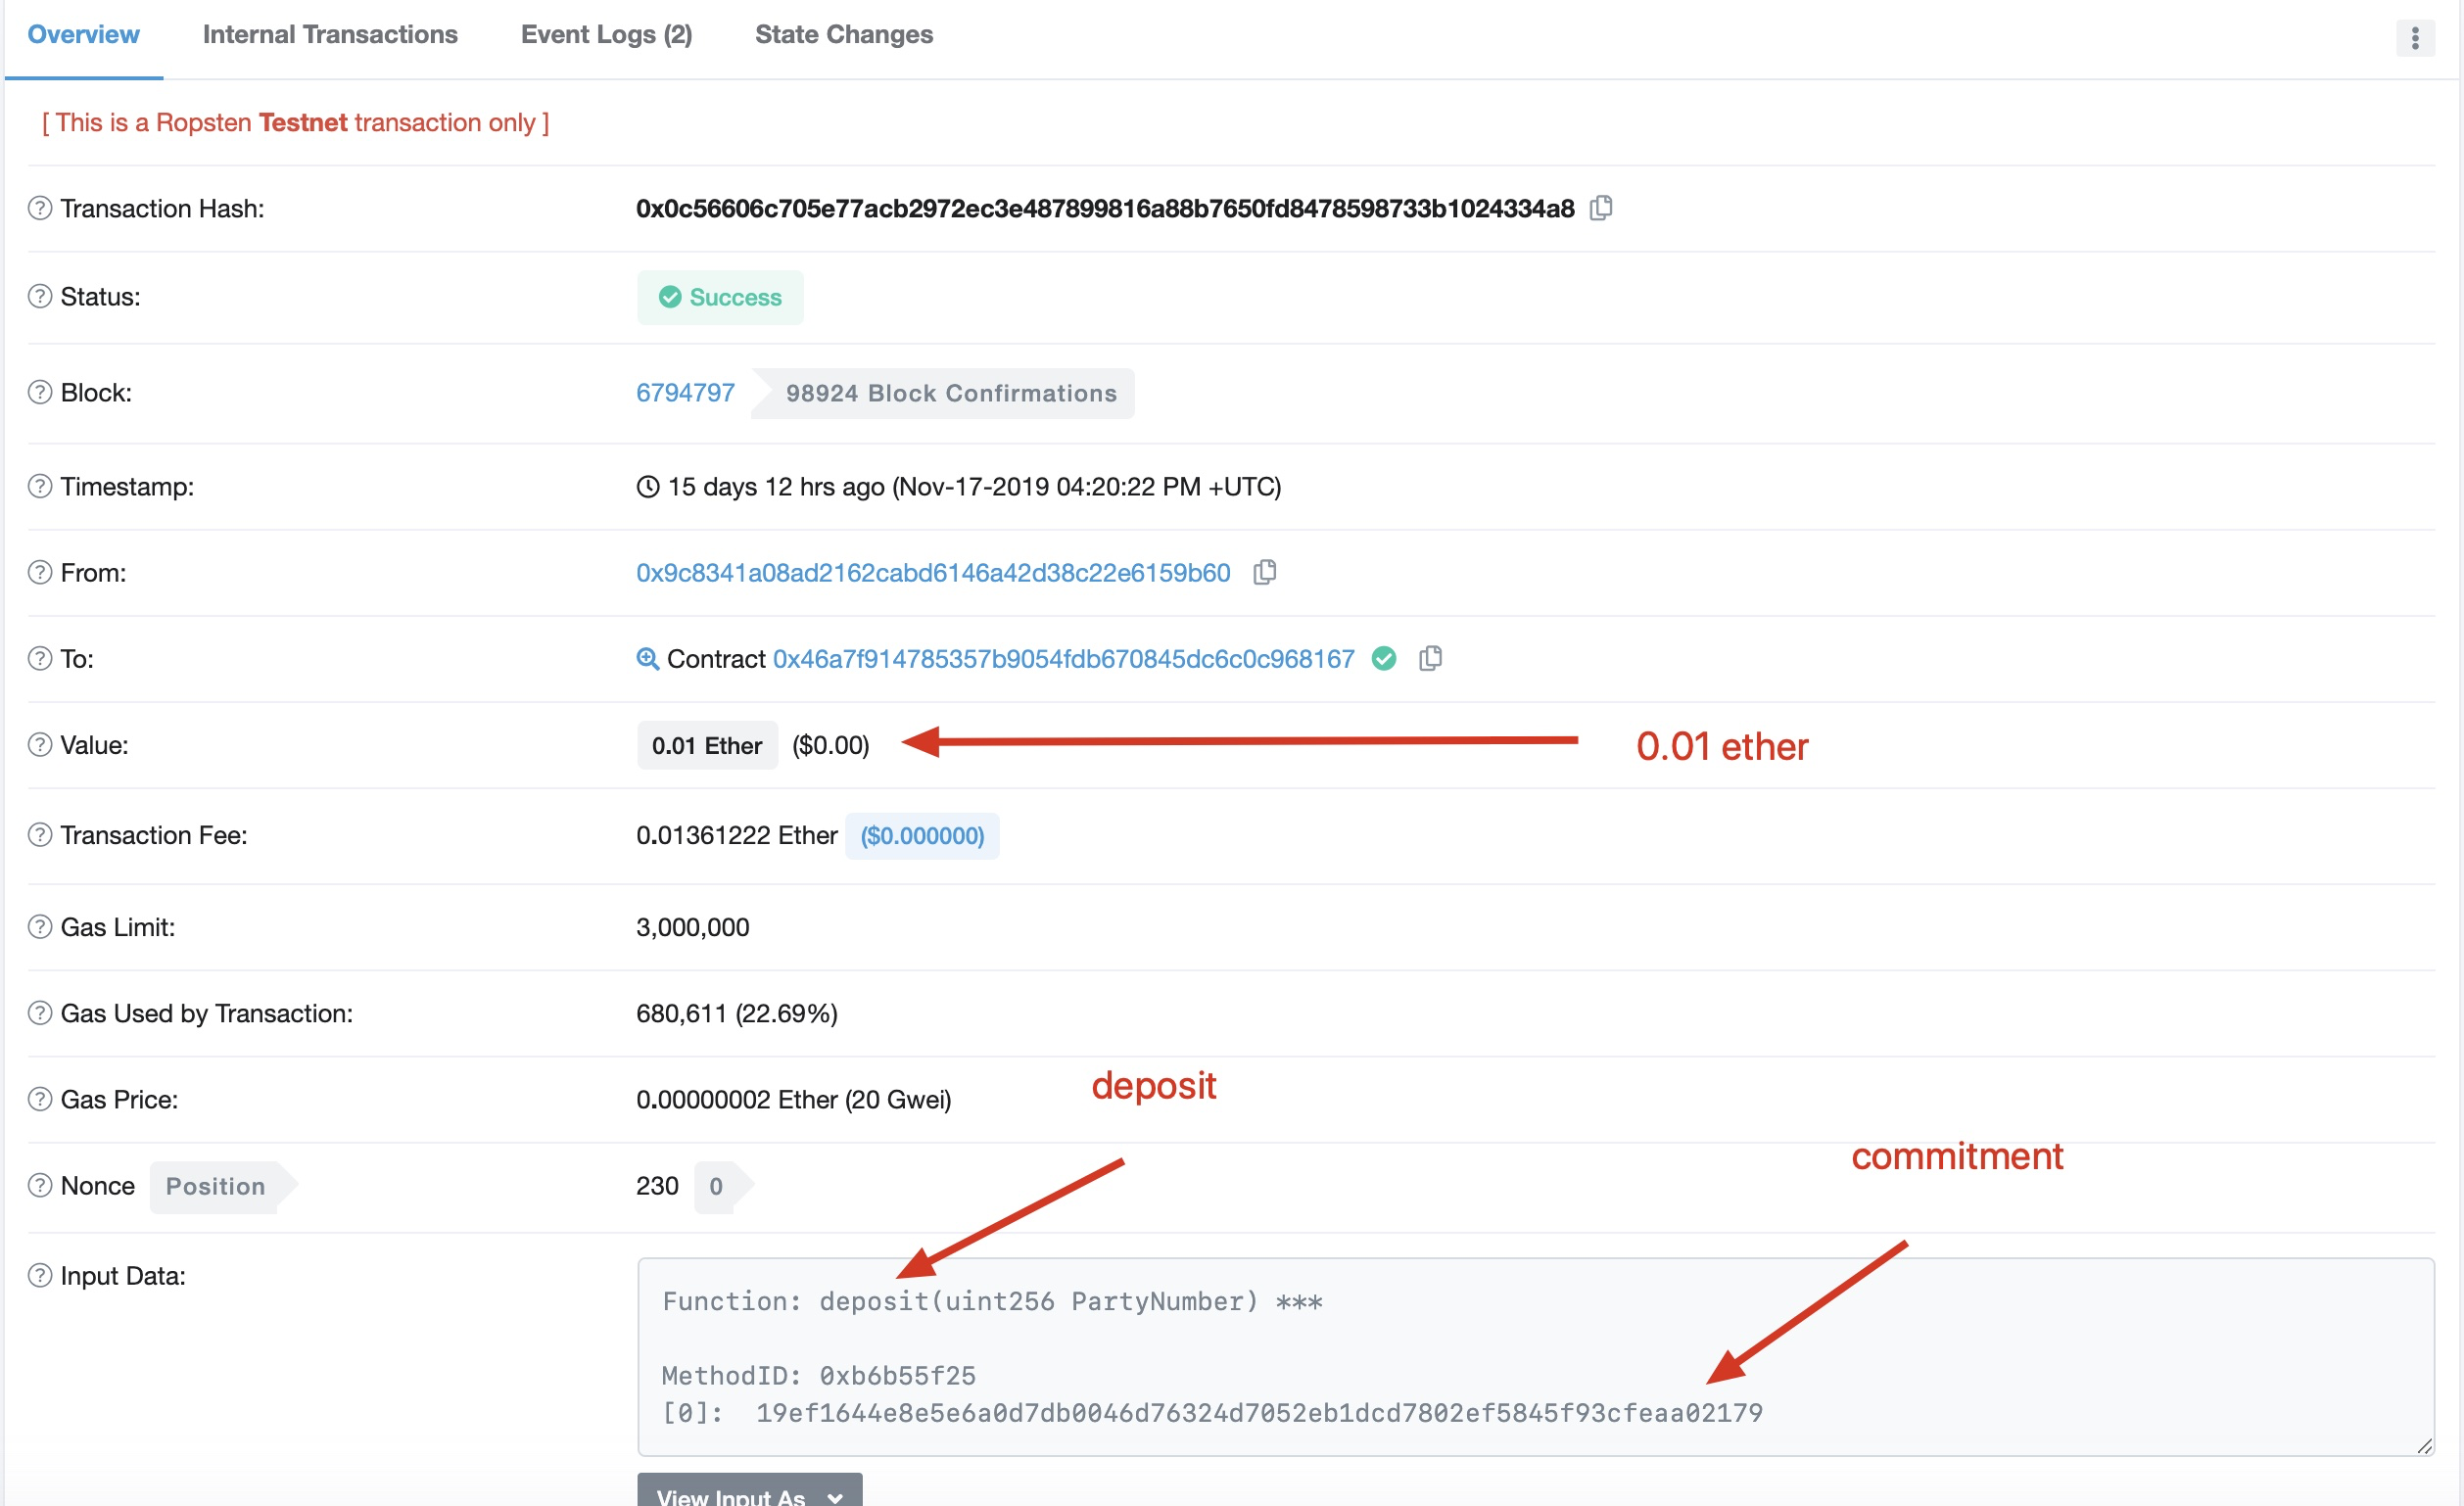 Overview Internal Transactions Event Logs (2) State Changes
[ This is a Ropsten Testnet transaction only ]
Transaction Hash: 0x0c56606c705e77acb2972ec3e487899816a88b7650fd8478598733b1024334a8
Status: Success
Block: 6794797 98924 Block Confirmations
Timestamp: 15 days 12 hrs ago (Nov-17-2019 04:20:22 PM +UTC)
From: 0x9c8341a08ad2162cabd6146a42d38c22e6159b60
To: Contract 0x46a7f914785357b9054fdb670845dc6c0c968167
Value: 0.01 Ether ($0.00) 0.01 ether
Transaction Fee: 0.01361222 Ether ($0.000000)
Gas Limit: 3,000,000
Gas Used by Transaction: 680,611 (22.69%)
deposit
Gas Price: 0.00000002 Ether (20 Gwei)
commitment
Nonce Position 230 0
Input Data:
Function: deposit(uint256 PartyNumber) ***
MethodID: 0xb6b55f25
[0]: 19ef1644e8e5e6a0d7db0046d76324d7052eb1dcd7802ef5845f93cfeaa02179
View Input As